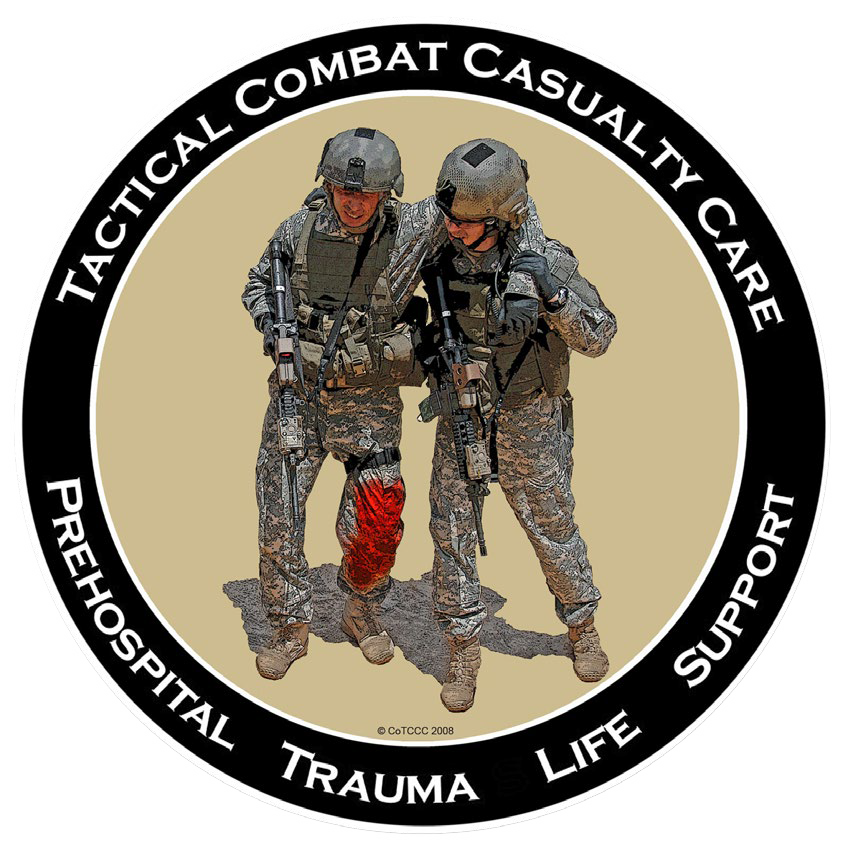 TACTICAL COMBAT CASUALTY CARE
PREHOSPITAL TRAUMA LIFE SUPPORT
© CoTCCC 2008